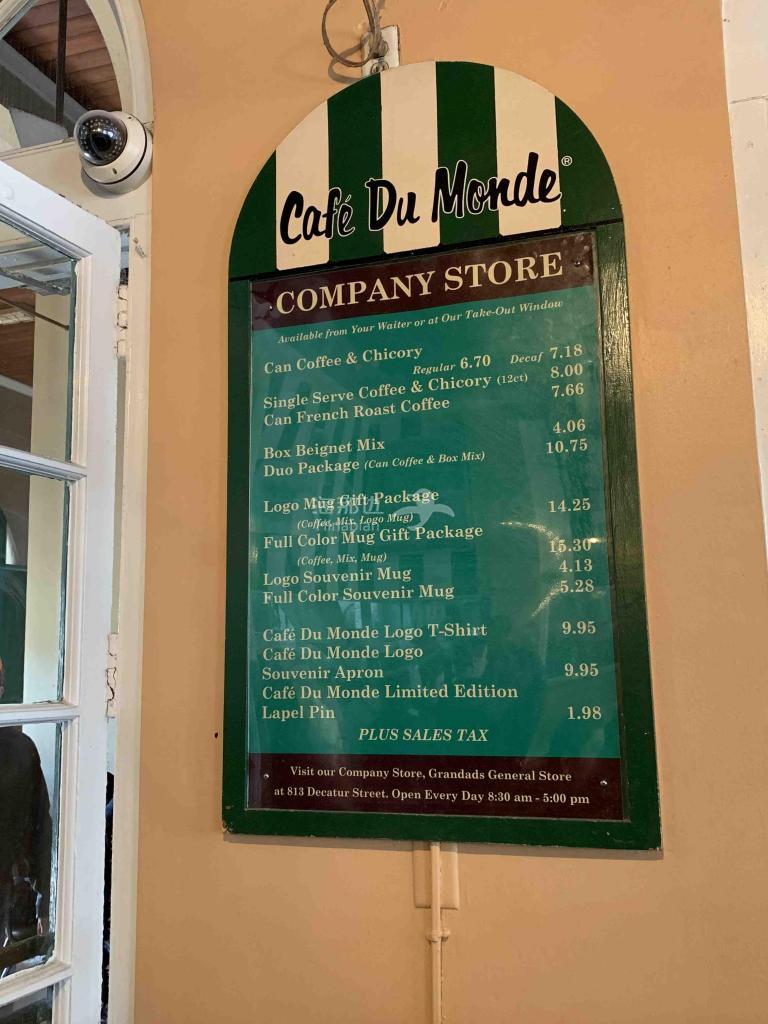 Café Du Monde®
COMPANY STORE
Available from Your Waiter or at Our Take-Out Window
Can Coffee & Chicory
Regular 6.70 Decaf 7.18
Single Serve Coffee & Chicory (12ct) 8.00
Can French Roast Coffee 7.66
Box Beignet Mix 4.06
Duo Package (Can Coffee & Box Mix) 10.75
Logo Mug Gift Package 14.25
(Coffee, Mix, Logo Mug)
Full Color Mug Gift Package 15.30
(Coffee, Mix, Mug)
Logo Souvenir Mug 4.13
Full Color Souvenir Mug 5.28
Café Du Monde Logo T-Shirt 9.95
Café Du Monde Logo
Souvenir Apron 9.95
Café Du Monde Limited Edition
Lapel Pin 1.98
PLUS SALES TAX
Visit our Company Store, Grandads General Store
at 813 Decatur Street. Open Every Day 8:30 am - 5:00 pm